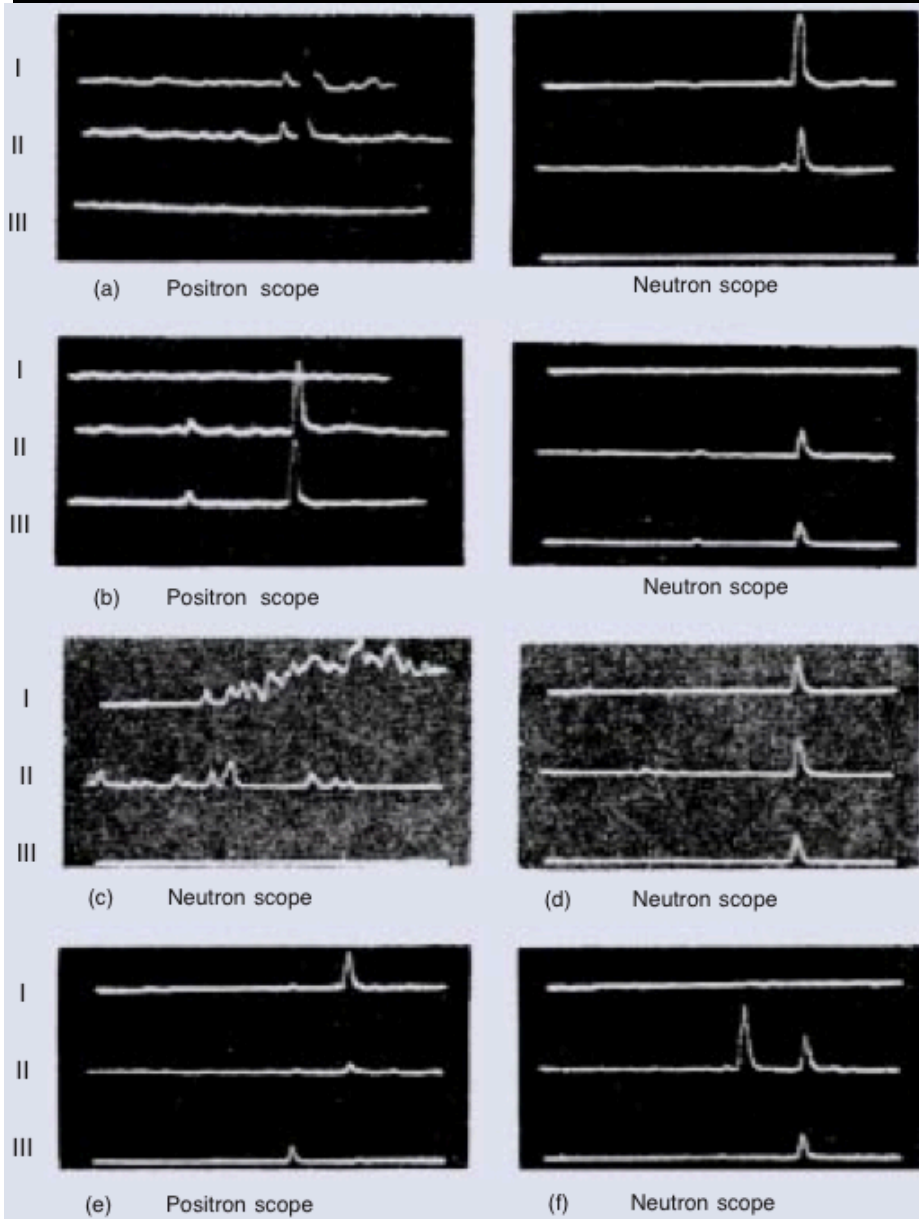 I
II
III
(a) Positron scope
Neutron scope
I
II
III
(b) Positron scope
Neutron scope
I
II
III
(c) Neutron scope
(d) Neutron scope
I
II
III
(e) Positron scope
(f) Neutron scope